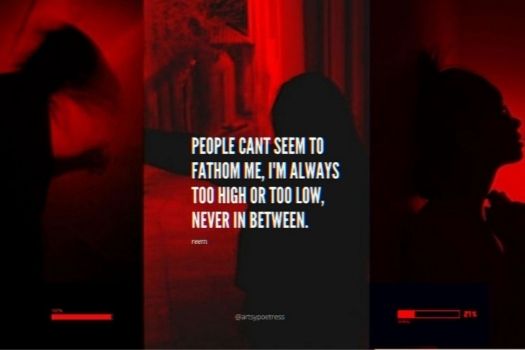 PEOPLE CANT SEEM TO
FATHOM ME, I'M ALWAYS
TOO HIGH OR TOO LOW,
NEVER IN BETWEEN.
reem
@artsypoetress
21%